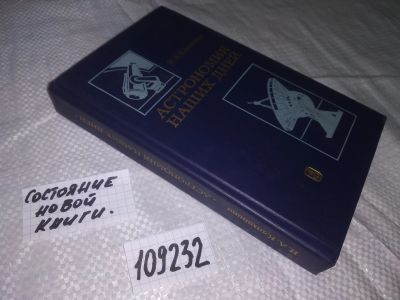 АСТРОНОМИЯ
НАШИХ ДНЕЙ
СОСТОЯНИЕ
НОВОЙ
КНИГИ.
109232